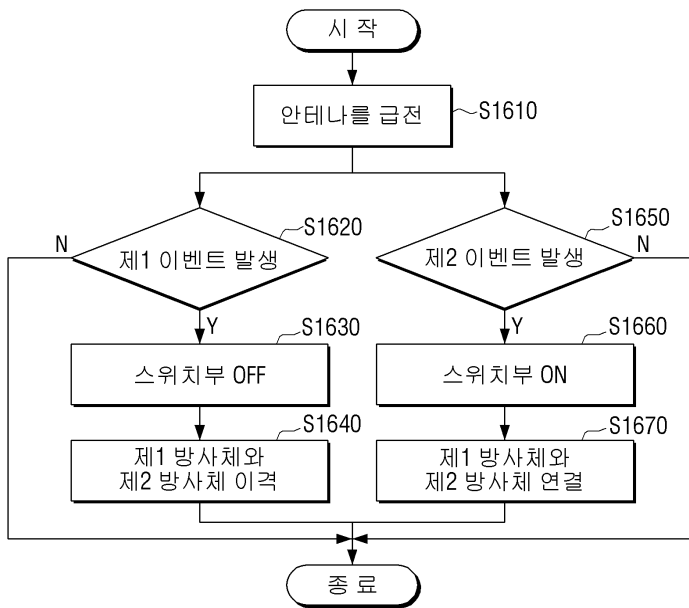 시 작
안테나를 급전
S1610
제1 이벤트 발생
S1620
N
Y
스위치부 OFF
S1630
제1 방사체와
제2 방사체 이격
S1640
제2 이벤트 발생
S1650
N
Y
스위치부 ON
S1660
제1 방사체와
제2 방사체 연결
S1670
종 료